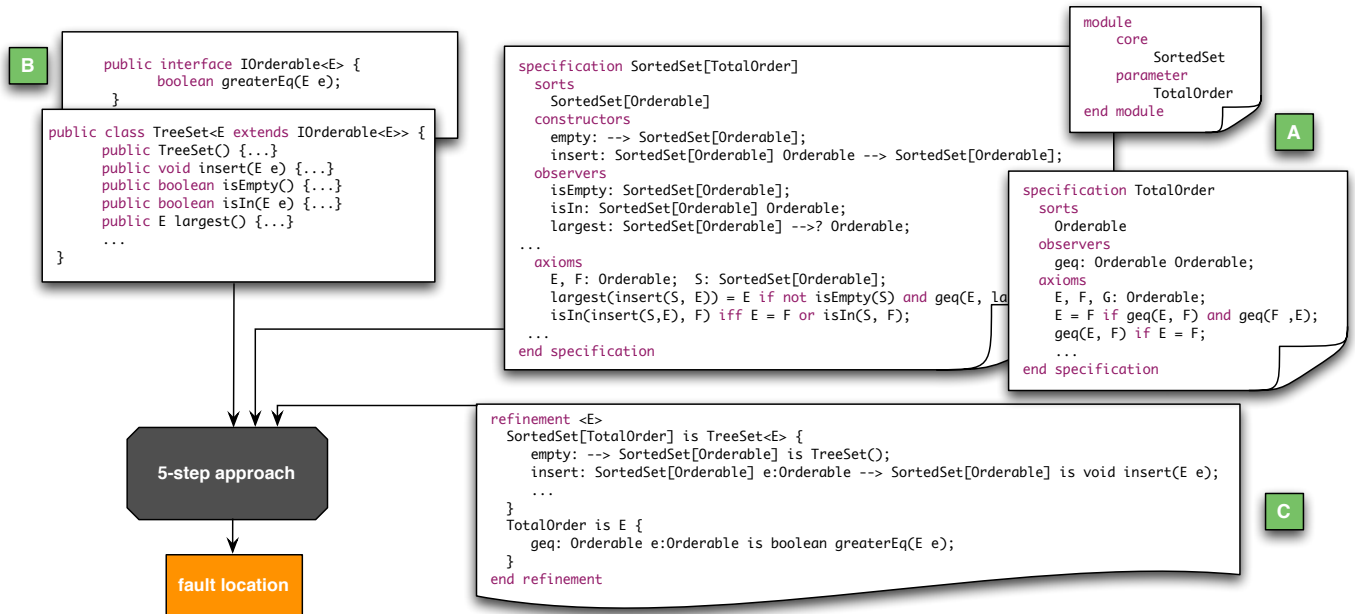 B
public interface IOrderable<E> {
boolean greaterEq(E e);
}
public class TreeSet<E extends IOrderable<E>> {
public TreeSet() {...}
public void insert(E e) {...}
public boolean isEmpty() {...}
public boolean isIn(E e) {...}
public E largest() {...}
...
}
specification SortedSet[TotalOrder]
sorts
SortedSet[Orderable]
constructors
empty: --> SortedSet[Orderable];
insert: SortedSet[Orderable] Orderable --> SortedSet[Orderable];
observers
isEmpty: SortedSet[Orderable];
isIn: SortedSet[Orderable] Orderable;
largest: SortedSet[Orderable] -->? Orderable;
...
axioms
E, F: Orderable; S: SortedSet[Orderable];
largest(insert(S, E)) = E if not isEmpty(S) and geq(E, la
isIn(insert(S,E), F) iff E = F or isIn(S, F);
...
end specification
module
core
SortedSet
parameter
TotalOrder
end module
A
specification TotalOrder
sorts
Orderable
observers
geq: Orderable Orderable;
axioms
E, F, G: Orderable;
E = F if geq(E, F) and geq(F ,E);
geq(E, F) if E = F;
...
end specification
5-step approach
fault location
refinement <E>
SortedSet[TotalOrder] is TreeSet<E> {
empty: --> SortedSet[Orderable] is TreeSet();
insert: SortedSet[Orderable] e:Orderable --> SortedSet[Orderable] is void insert(E e);
...
}
TotalOrder is E {
geq: Orderable e:Orderable is boolean greaterEq(E e);
}
end refinement
C